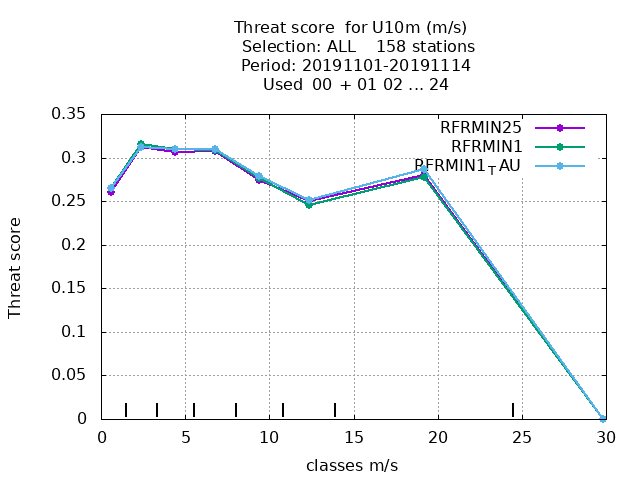 Threat score for U10m (m/s)
Selection: ALL 158 stations
Period: 20191101-20191114
Used 00 + 01 02 ... 24
0.35
0.3
0.25
0.2
0.15
0.1
0.05
0
Threat score
RFRMIN25
RFRMIN1
RFRMIN1TAU
0 5 10 15 20 25 30
classes m/s